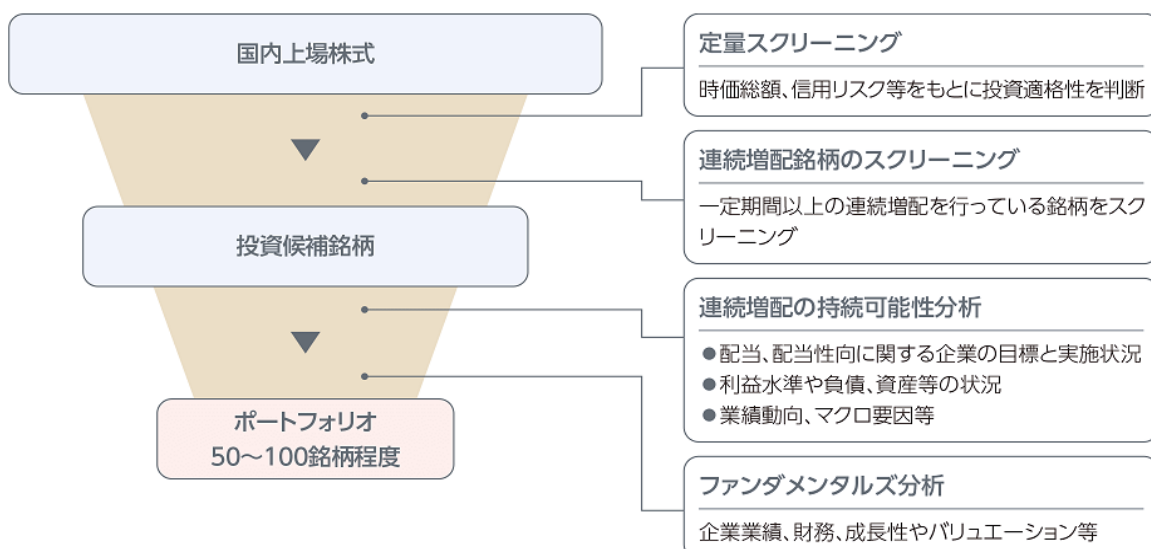 国内上場株式
投資候補銘柄
ポートフォリオ
50～100銘柄程度
定量スクリーニング
時価総額、信用リスク等をもとに投資適格性を判断
連続増配銘柄のスクリーニング
一定期間以上の連続増配を行っている銘柄をスク
リーニング
連続増配の持続可能性分析
●配当、配当性向に関する企業の目標と実施状況
●利益水準や負債、資産等の状況
●業績動向、マクロ要因等
ファンダメンタルズ分析
企業業績、財務、成長性やバリュエーション等